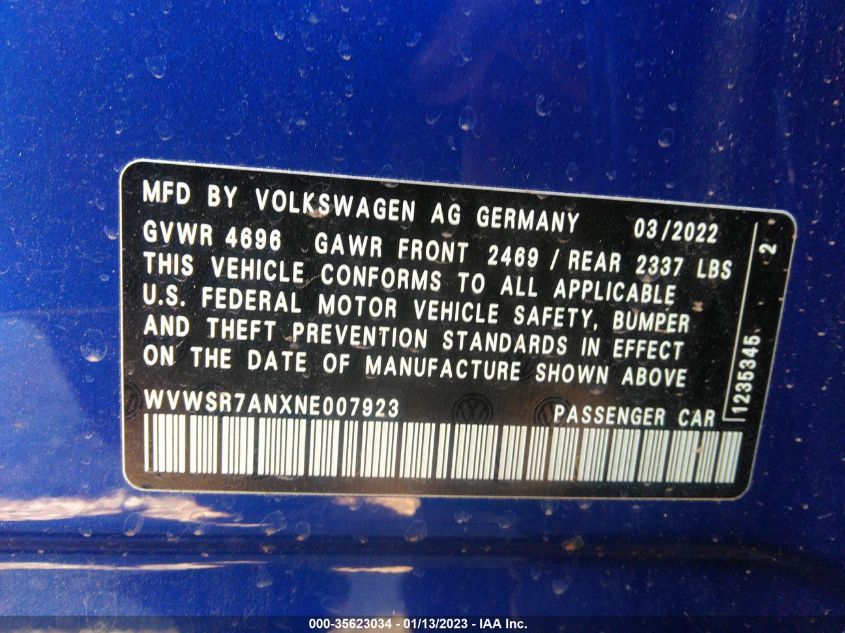 MFD BY VOLKSWAGEN AG GERMANY 03/2022
GVWR 4696 GAWR FRONT 2469 / REAR 2337 LBS
THIS VEHICLE CONFORMS TO ALL APPLICABLE
U.S. FEDERAL MOTOR VEHICLE SAFETY, BUMPER
AND THEFT PREVENTION STANDARDS IN EFFECT
ON THE DATE OF MANUFACTURE SHOWN ABOVE
WVWSR7ANXNE007923 PASSENGER CAR
1235345 2
000-35623034 - 01/13/2023 - IAA Inc.